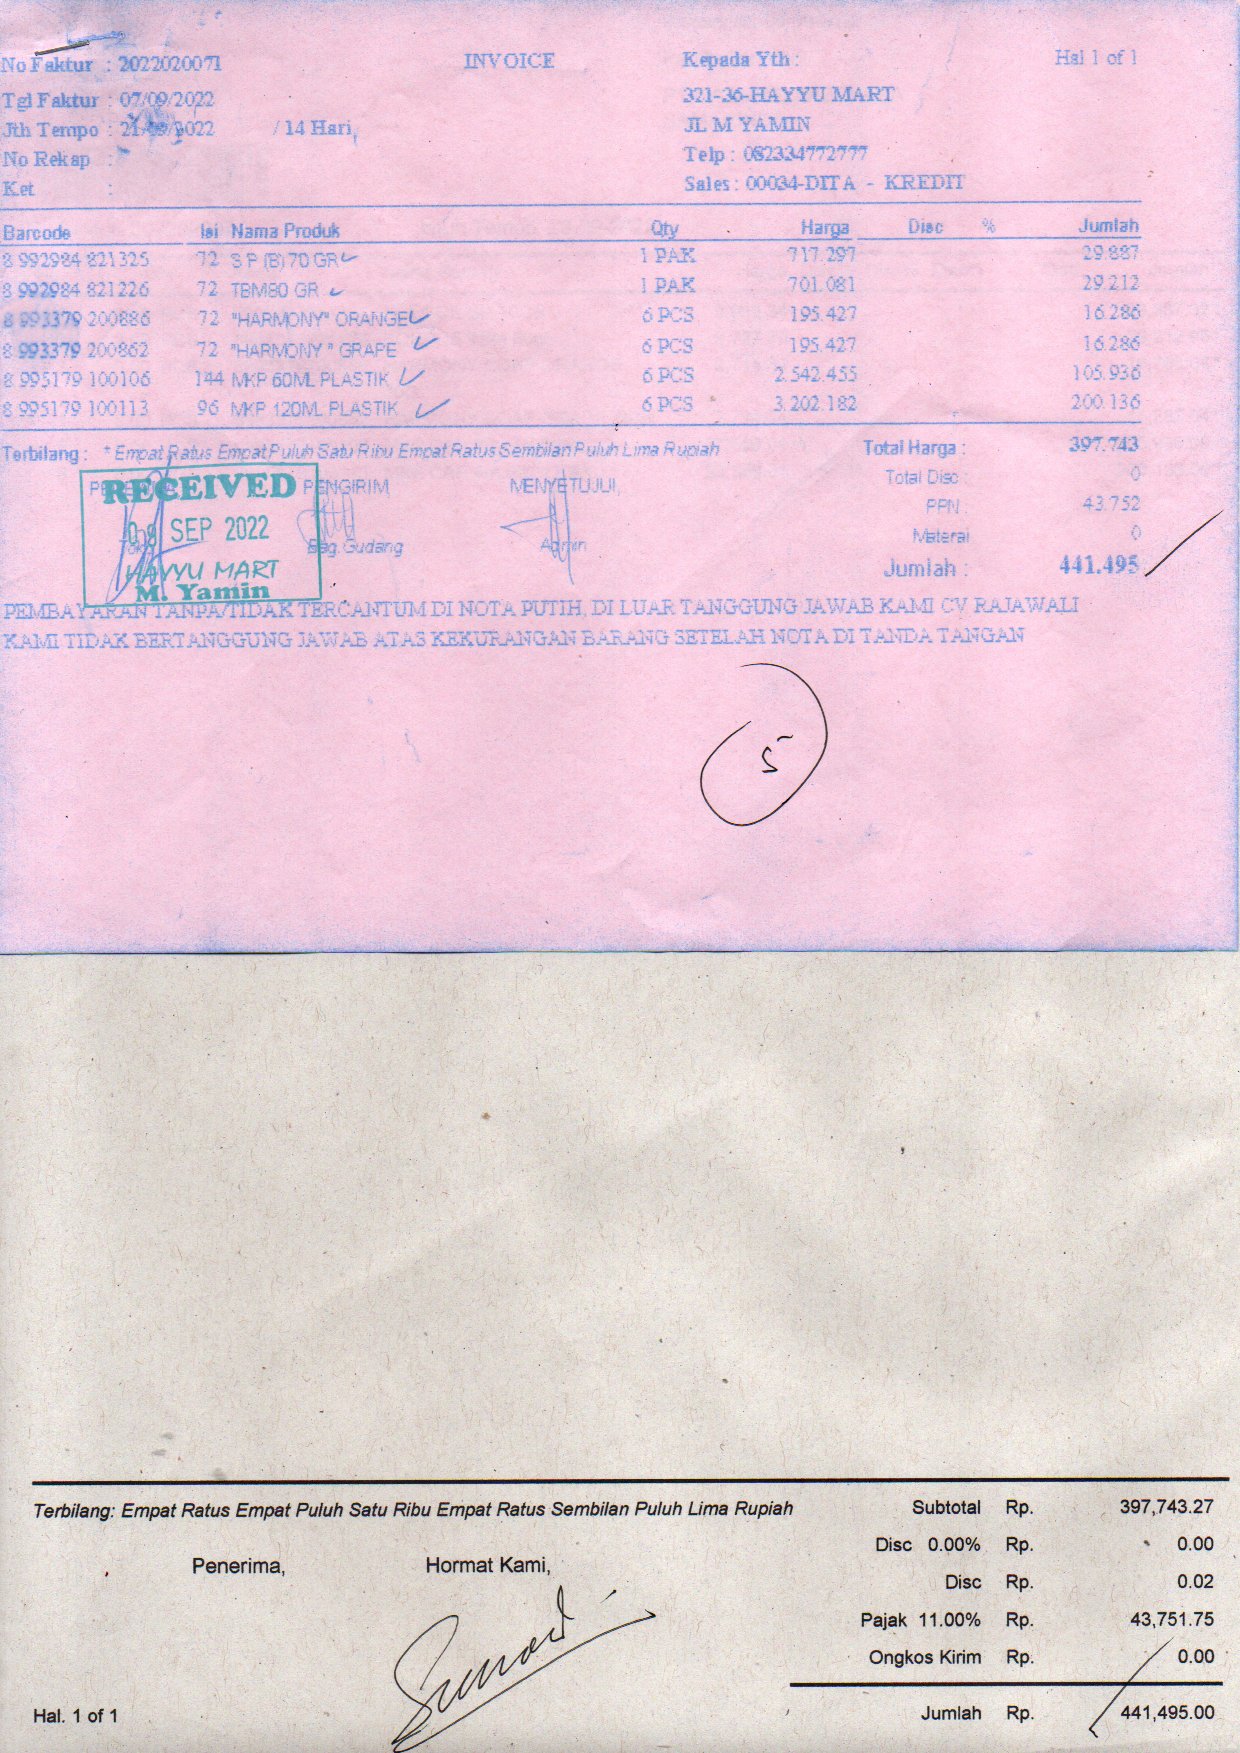 No Faktur : 2022020071 INVOICE Kepada Yth : Hal 1 of 1
Tgl Faktur : 07/09/2022 321-36-HAYYU MART
Jth Tempo : 21/09/2022 / 14 Hari, JL M YAMIN
No Rekap : Telp : 082334772777
Ket : Sales : 00034-DITA - KREDIT
Barcode Isi Nama Produk Qty Harga Disc % Jumlah
8 992984 821325 72 S P (B) 70 GR 1 PAK 717.297 29.887
8 992984 821226 72 TBM80 GR 1 PAK 701.081 29.212
8 993379 200886 72 "HARMONY" ORANGE 6 PCS 195.427 16.286
8 993379 200862 72 "HARMONY " GRAPE 6 PCS 195.427 16.286
8 995179 100106 144 MKP 60ML PLASTIK 6 PCS 2.542.455 105.936
8 995179 100113 96 MKP 120ML PLASTIK 6 PCS 3.202.182 200.136
Terbilang : * Empat Ratus Empat Puluh Satu Ribu Empat Ratus Sembilan Puluh Lima Rupiah Total Harga : 397.743
Total Disc 0
RECEIVED PENGIRIM, MENYETUJUI,
PPN : 43.752
09 SEP 2022 Materai 0
Bag. Gudang Admin
HAYYU MART Jumlah : 441.495
M. Yamin
PEMBAYARAN TANPA/TIDAK TERCANTUM DI NOTA PUTIH, DI LUAR TANGGUNG JAWAB KAMI CV RAJAWALI
KAMI TIDAK BERTANGGUNG JAWAB ATAS KEKURANGAN BARANG SETELAH NOTA DI TANDA TANGAN
5
Terbilang: Empat Ratus Empat Puluh Satu Ribu Empat Ratus Sembilan Puluh Lima Rupiah Subtotal Rp. 397,743.27
Disc 0.00% Rp. 0.00
Penerima, Hormat Kami,
Disc Rp. 0.02
Pajak 11.00% Rp. 43,751.75
Ongkos Kirim Rp. 0.00
Hal. 1 of 1 Jumlah Rp. 441,495.00